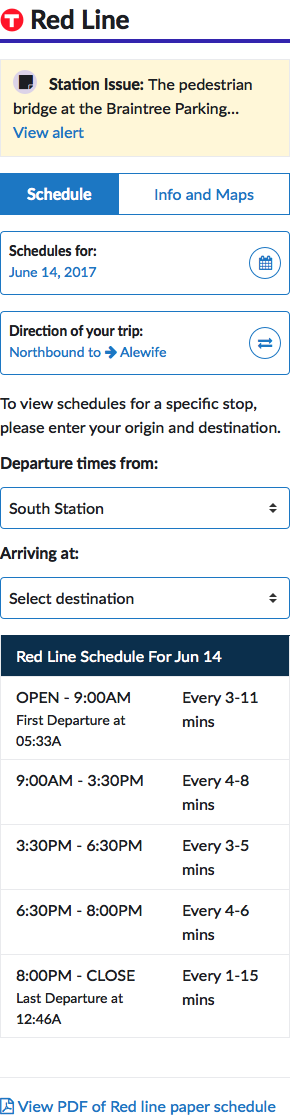 T Red Line
Station Issue: The pedestrian
bridge at the Braintree Parking...
View alert
Schedule
Info and Maps
Schedules for:
June 14, 2017
Direction of your trip:
Northbound to → Alewife
To view schedules for a specific stop,
please enter your origin and destination.
Departure times from:
South Station
Arriving at:
Select destination
Red Line Schedule For Jun 14
OPEN - 9:00AM
First Departure at
05:33A
Every 3-11
mins
9:00AM - 3:30PM
Every 4-8
mins
3:30PM - 6:30PM
Every 3-5
mins
6:30PM - 8:00PM
Every 4-6
mins
8:00PM - CLOSE
Last Departure at
12:46A
Every 1-15
mins
View PDF of Red line paper schedule